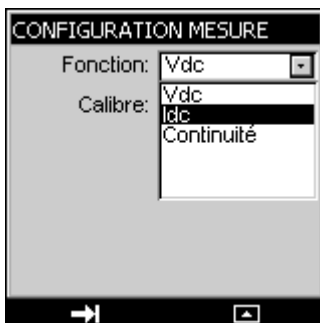 CONFIGURATION MESURE
Fonction: Vdc
Calibre:
Vdc
Idc
Continuité